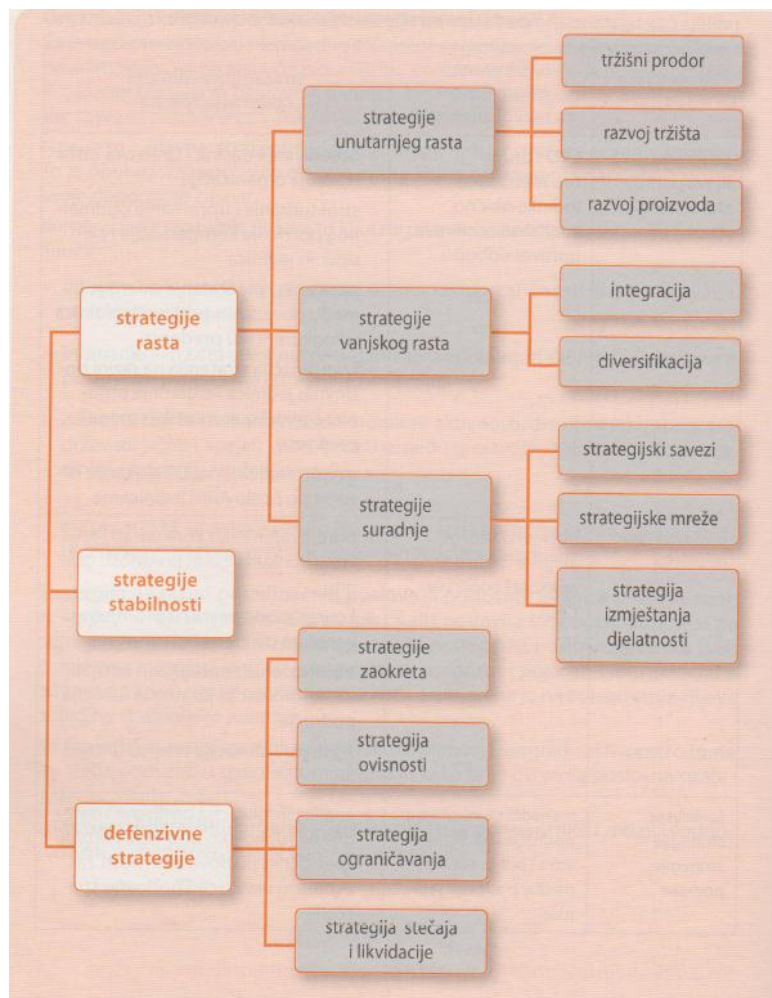 tržišni prodor
strategije
unutarnjeg rasta
razvoj tržišta
razvoj proizvoda
strategije
rasta
strategije
vanjskog rasta
integracija
diversifikacija
strategije
suradnje
strategijski savezi
strategijske mreže
strategija
izmještanja
djelatnosti
strategije
stabilnosti
strategije
zaokreta
strategija
ovisnosti
defenzivne
strategije
strategija
ograničavanja
strategija stečaja
i likvidacije